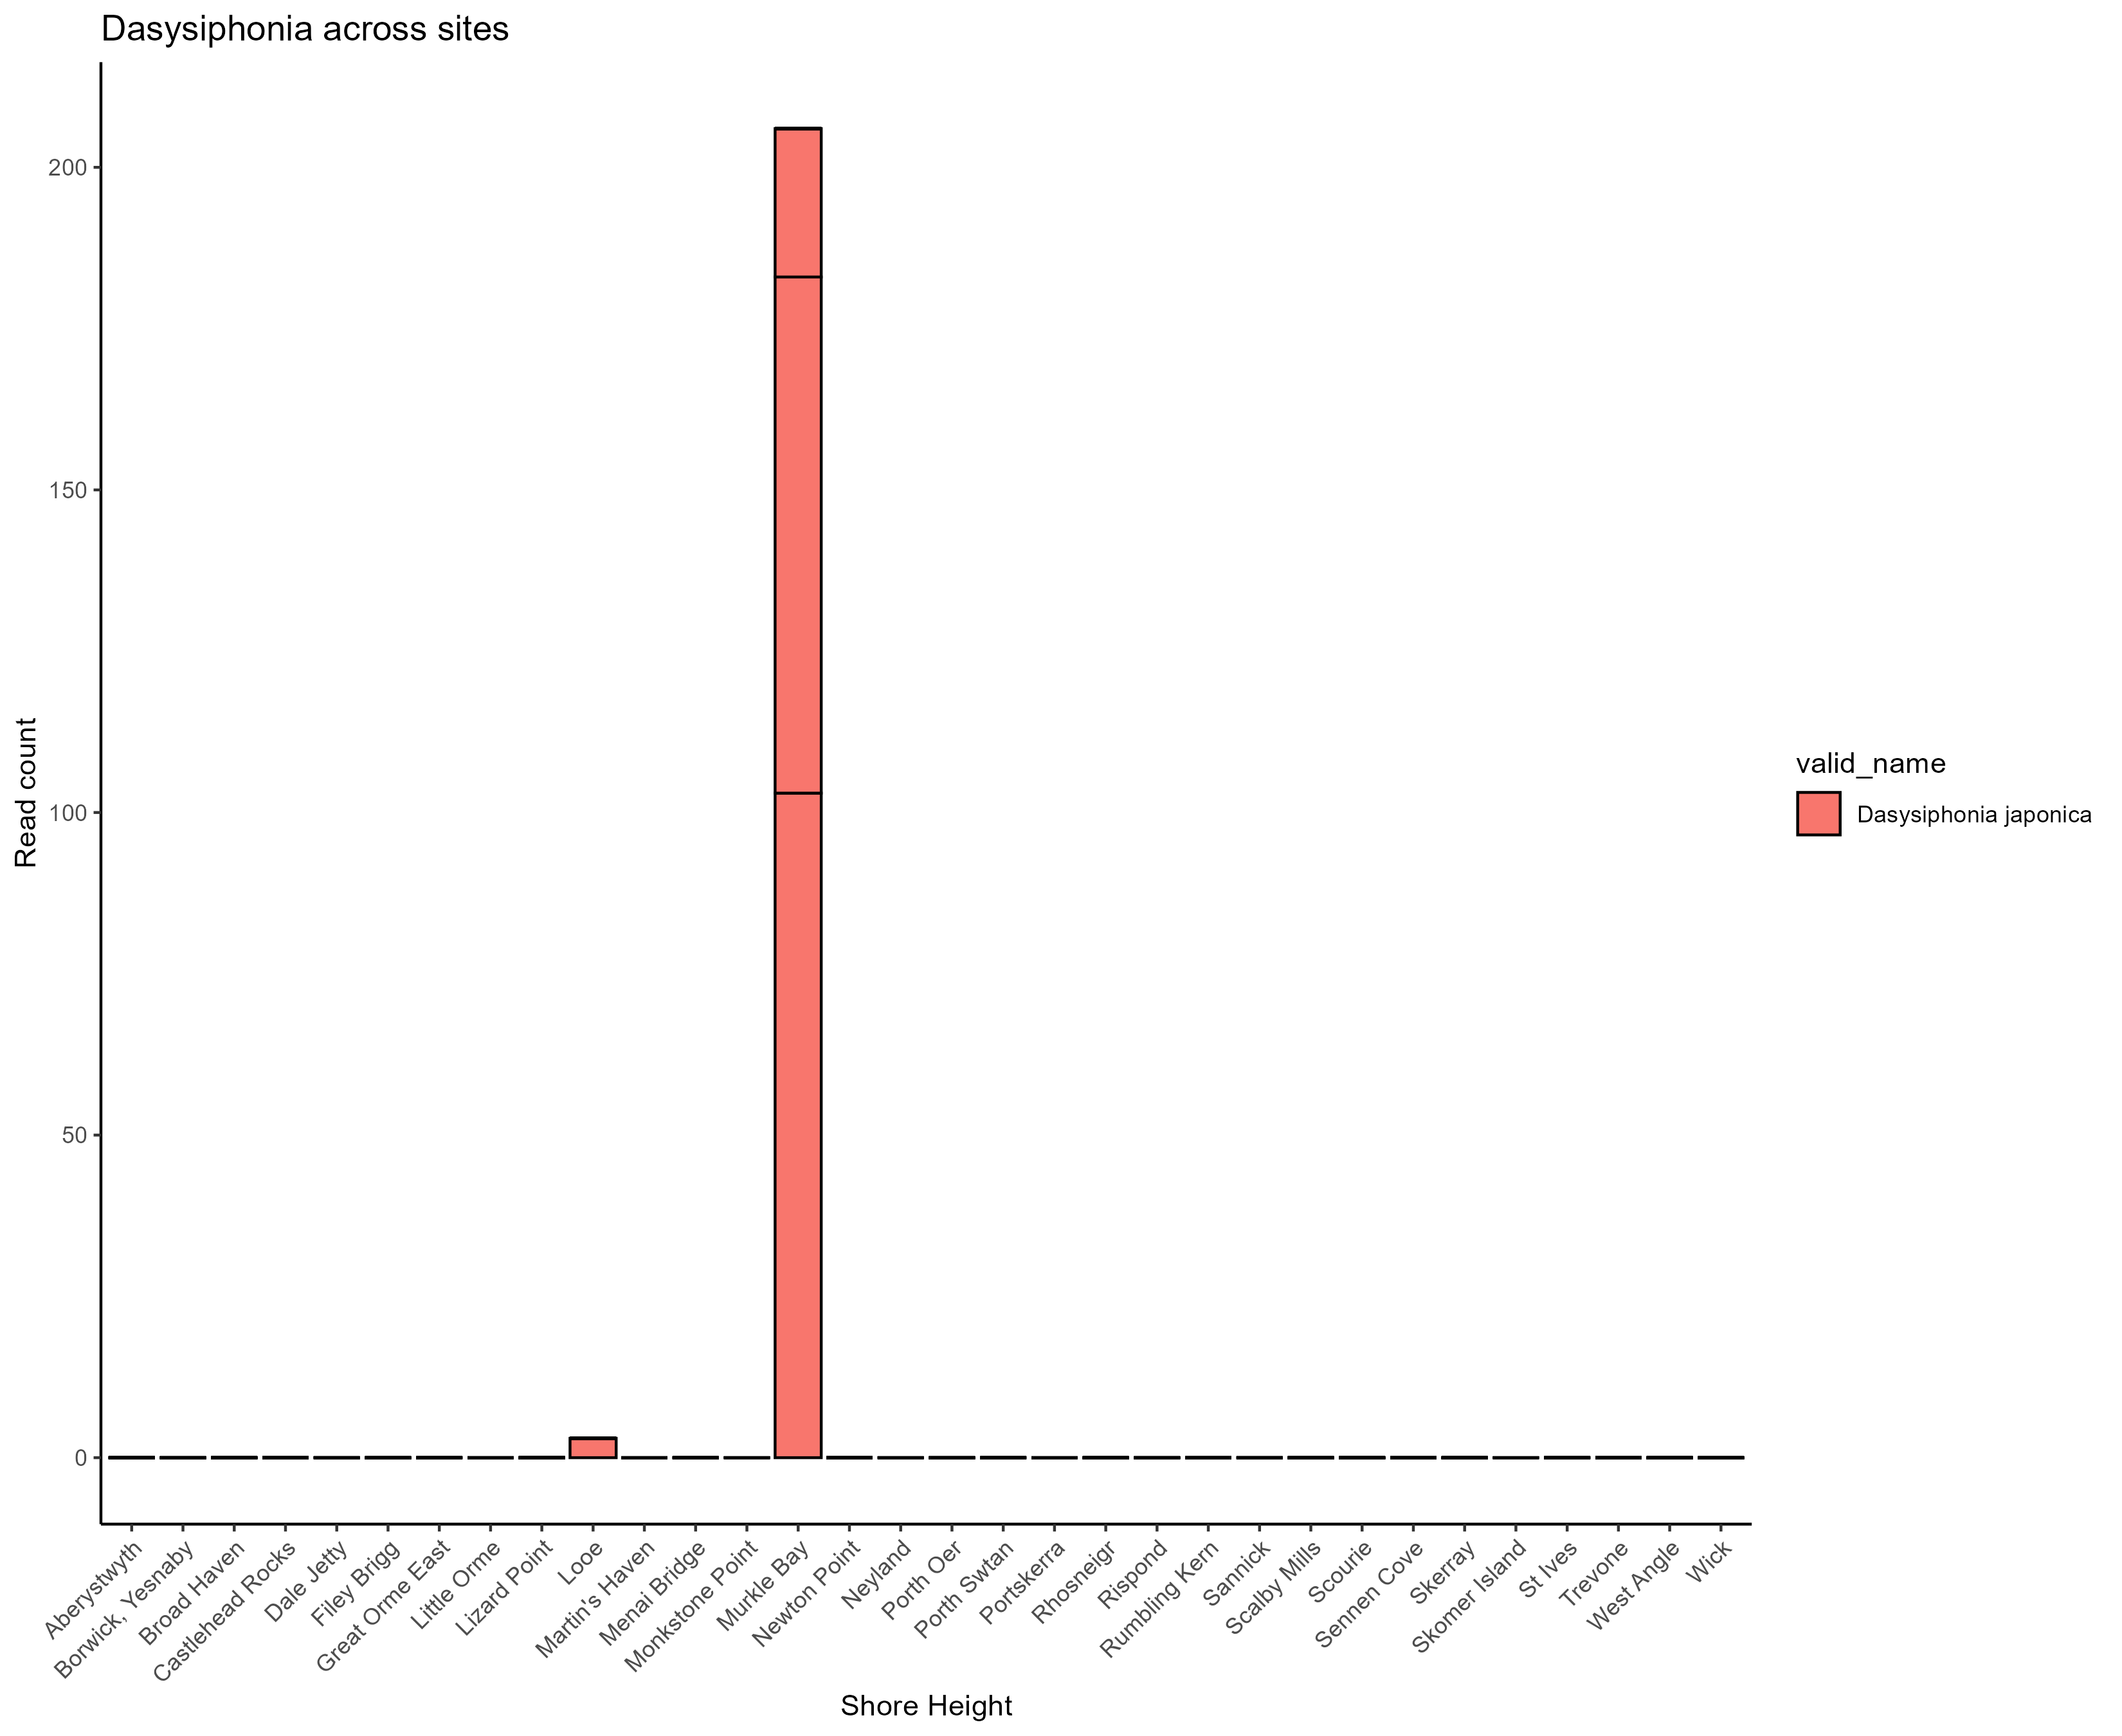 Dasysiphonia across sites
Read count
200
150
100
50
0
Aberystwyth
Borwick, Yesnaby
Broad Haven
Castlehead Rocks
Dale Jetty
Filey Brigg
Great Orme East
Little Orme
Lizard Point
Looe
Martin's Haven
Menai Bridge
Monkstone Point
Murkle Bay
Newton Point
Neyland
Porth Oer
Porth Swtan
Portskerra
Rhosneigr
Rispond
Rumbling Kern
Sannick
Scalby Mills
Scourie
Sennen Cove
Skerray
Skomer Island
St Ives
Trevone
West Angle
Wick
Shore Height
valid_name
Dasysiphonia japonica